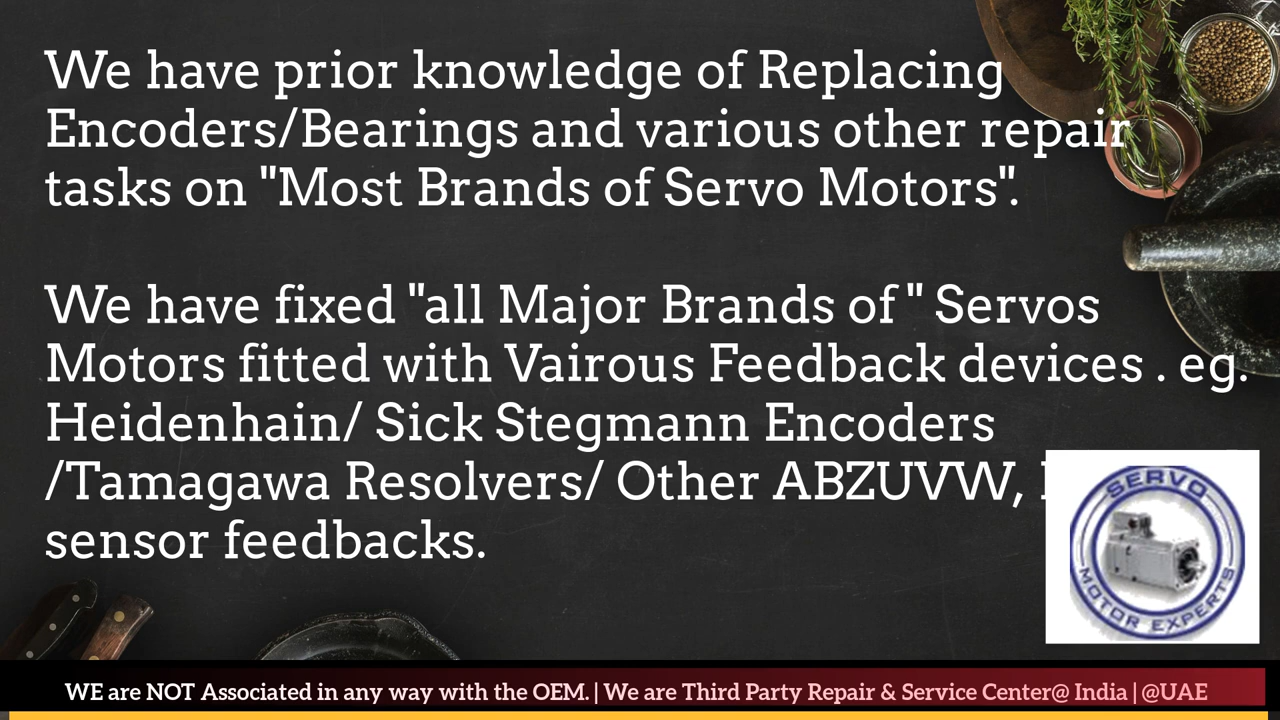 We have prior knowledge of Replacing
Encoders/Bearings and various other repair
tasks on "Most Brands of Servo Motors".
We have fixed "all Major Brands of " Servos
Motors fitted with Vairous Feedback devices . eg.
Heidenhain/ Sick Stegmann Encoders
/Tamagawa Resolvers/ Other ABZUVW,
sensor feedbacks.
SERVO
MOTOR EXPERTS
WE are NOT Associated in any way with the OEM. | We are Third Party Repair & Service Center@ India | @UAE